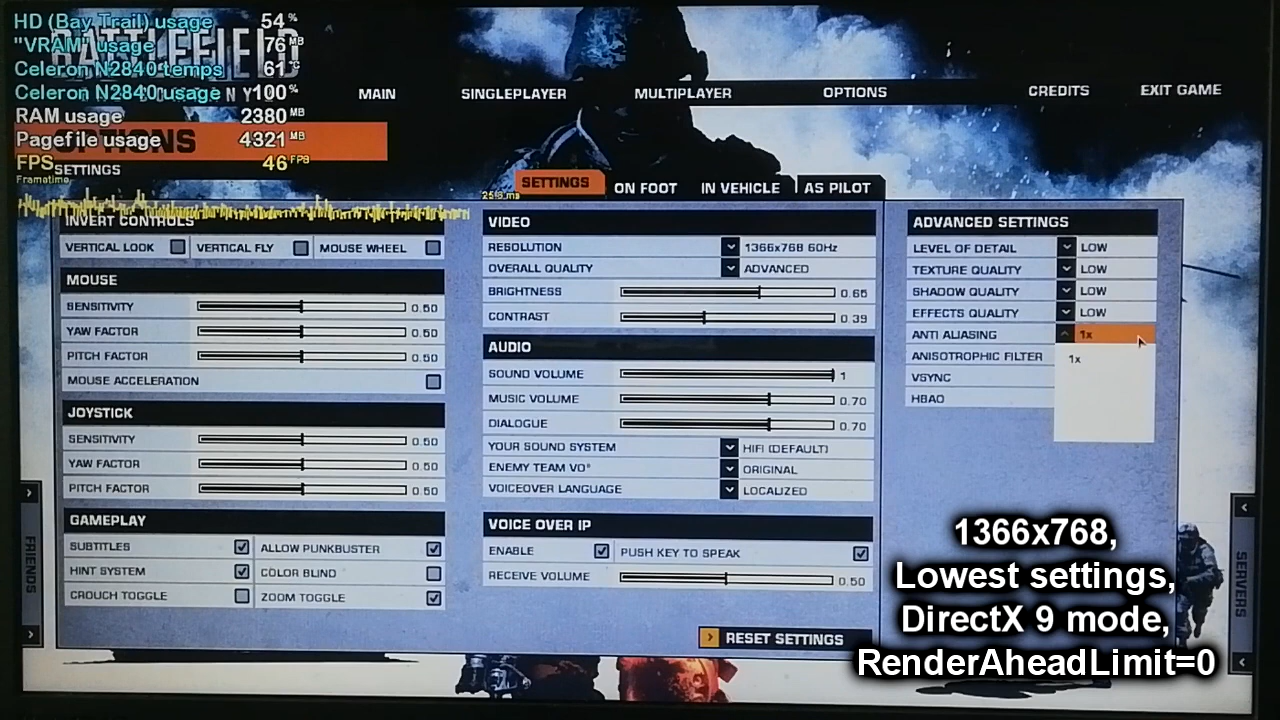 HD (Bay Trail) usage 54 %
"VRAM" usage 76 MB
BATTLEFIELD
Celeron N2840 temps 61 °C
Celeron N2840 usage 100 %
RAM usage 2380 MB
Pagefile usage 4321 MB
FPS 46 FPS
Frametime
25.8 ms
MAIN SINGLEPLAYER MULTIPLAYER OPTIONS CREDITS EXIT GAME
OPTIONS
SETTINGS
SETTINGS ON FOOT IN VEHICLE AS PILOT
INVERT CONTROLS
VERTICAL LOOK VERTICAL FLY MOUSE WHEEL
MOUSE
SENSITIVITY 0.50
YAW FACTOR 0.50
PITCH FACTOR 0.50
MOUSE ACCELERATION
JOYSTICK
SENSITIVITY 0.50
YAW FACTOR 0.50
PITCH FACTOR 0.50
GAMEPLAY
SUBTITLES ALLOW PUNKBUSTER
HINT SYSTEM COLOR BLIND
CROUCH TOGGLE ZOOM TOGGLE
VIDEO
RESOLUTION 1366x768 60Hz
OVERALL QUALITY ADVANCED
BRIGHTNESS 0.65
CONTRAST 0.39
AUDIO
SOUND VOLUME 1
MUSIC VOLUME 0.70
DIALOGUE 0.70
YOUR SOUND SYSTEM HIFI (DEFAULT)
ENEMY TEAM VO* ORIGINAL
VOICEOVER LANGUAGE LOCALIZED
VOICE OVER IP
ENABLE PUSH KEY TO SPEAK
RECEIVE VOLUME 0.50
RESET SETTINGS
ADVANCED SETTINGS
LEVEL OF DETAIL LOW
TEXTURE QUALITY LOW
SHADOW QUALITY LOW
EFFECTS QUALITY LOW
ANTI ALIASING 1x
ANISOTROPHIC FILTER 1x
VSYNC
HBAO
FRIENDS
SERVERS
1366x768,
Lowest settings,
DirectX 9 mode,
RenderAheadLimit=0